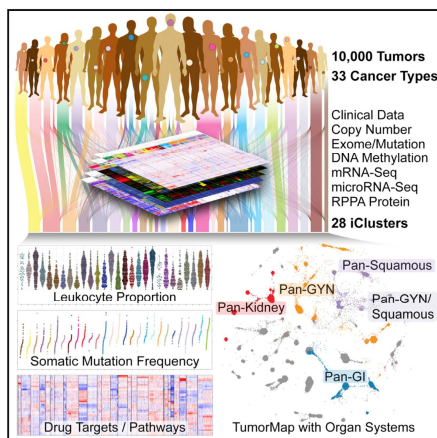 10,000 Tumors
33 Cancer Types
Clinical Data
Copy Number
Exome/Mutation
DNA Methylation
mRNA-Seq
microRNA-Seq
RPPA Protein
28 iClusters
Leukocyte Proportion
Somatic Mutation Frequency
Drug Targets / Pathways
Pan-Squamous
Pan-GYN
Pan-GYN/
Squamous
Pan-Kidney
Pan-GI
TumorMap with Organ Systems